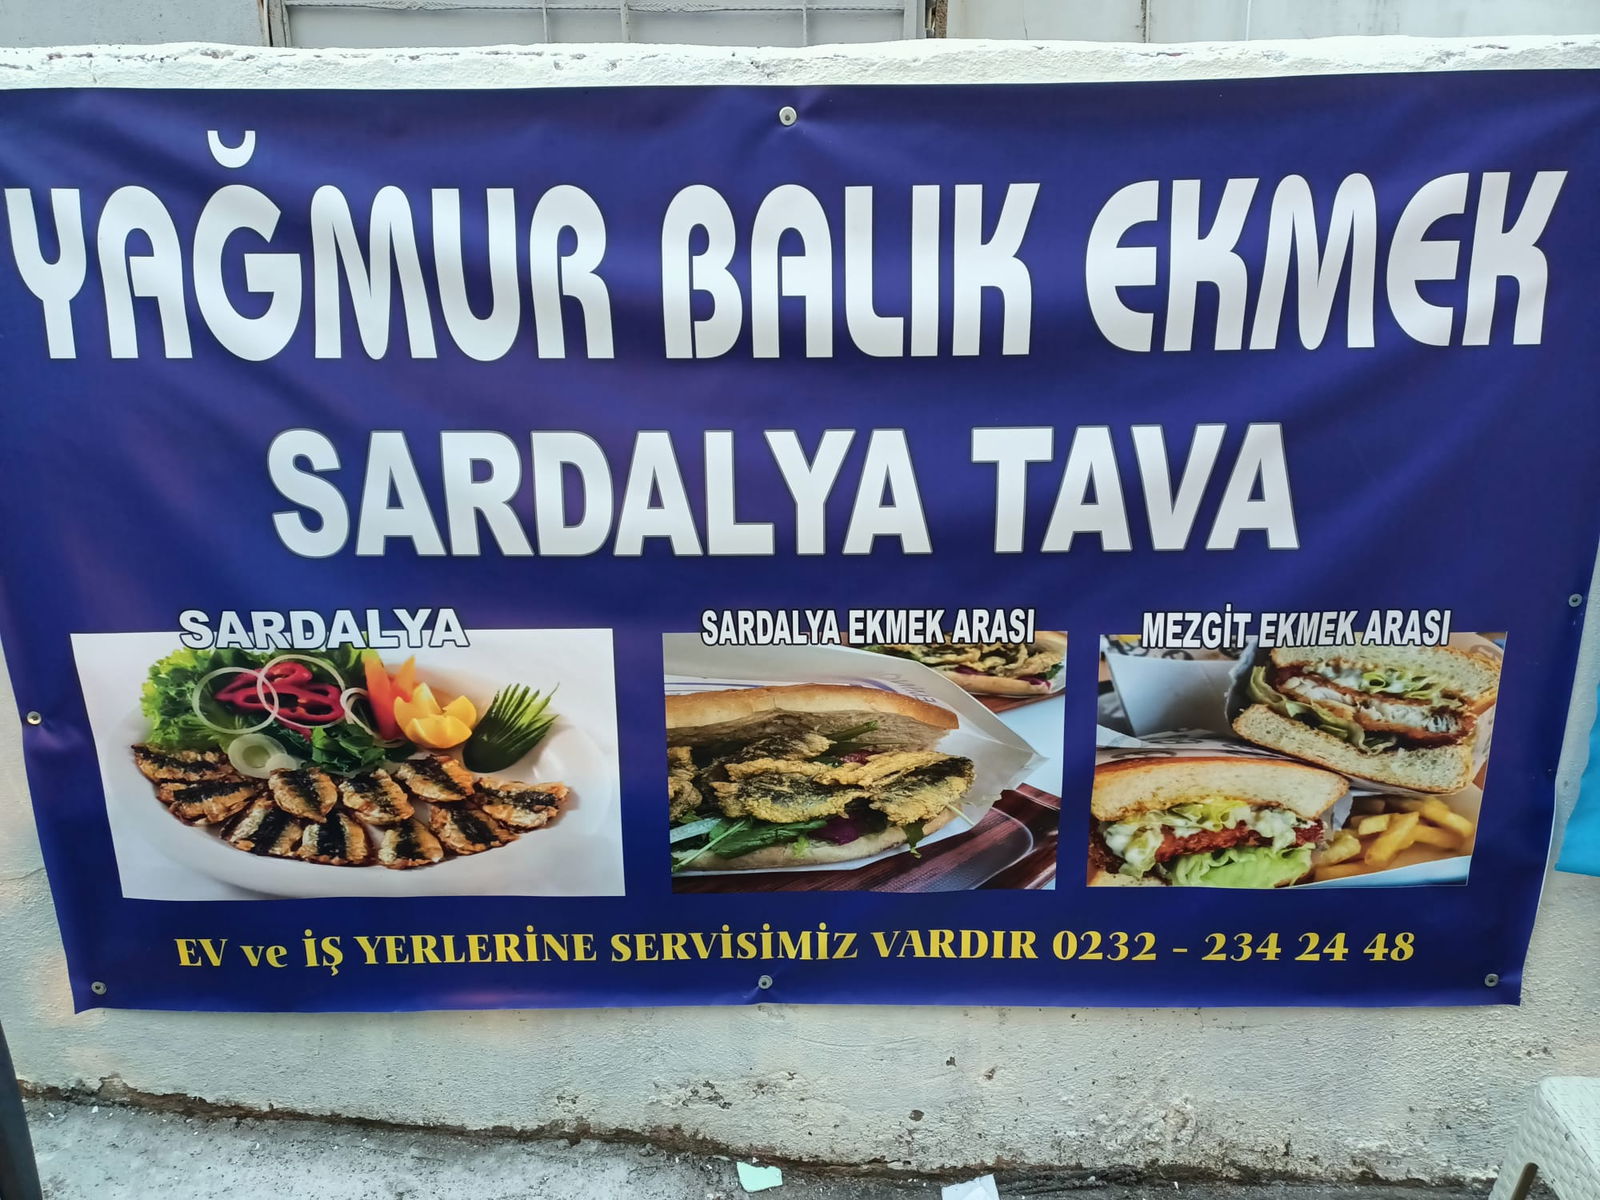 YAĞMUR BALIK EKMEK
SARDALYA TAVA
SARDALYA
SARDALYA EKMEK ARASI
MEZGİT EKMEK ARASI
EV ve İŞ YERLERİNE SERVİSİMİZ VARDIR 0232 - 234 24 48